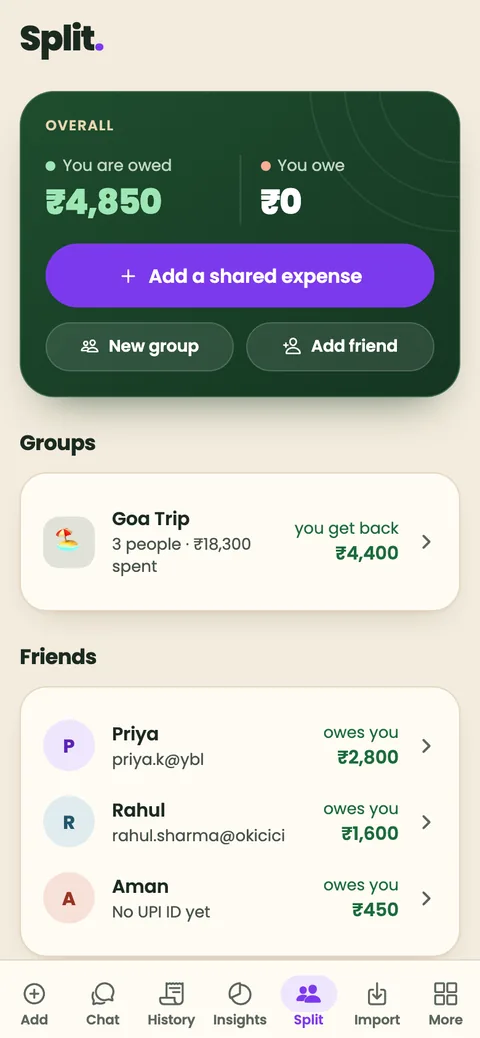 Split.
OVERALL
You are owed
₹4,850
You owe
₹0
+ Add a shared expense
New group
Add friend
Groups
Goa Trip
3 people · ₹18,300
spent
you get back
₹4,400
Friends
P
Priya
priya.k@ybl
owes you
₹2,800
R
Rahul
rahul.sharma@okicici
owes you
₹1,600
A
Aman
No UPI ID yet
owes you
₹450
Add
Chat
History
Insights
Split
Import
More